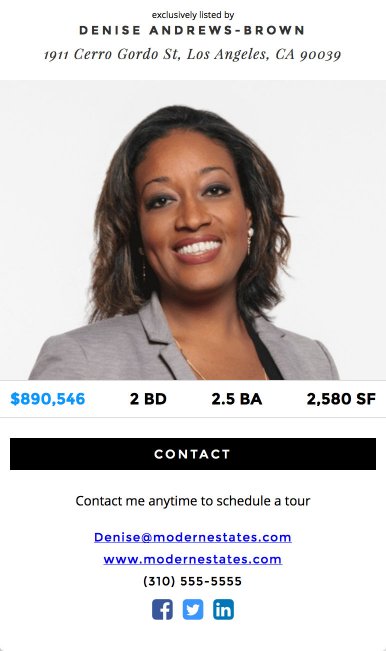 exclusively listed by
DENISE ANDREWS-BROWN
1911 Cerro Gordo St, Los Angeles, CA 90039
$890,546 2 BD 2.5 BA 2,580 SF
CONTACT
Contact me anytime to schedule a tour
Denise@modernestates.com
www.modernestates.com
(310) 555-5555
f in